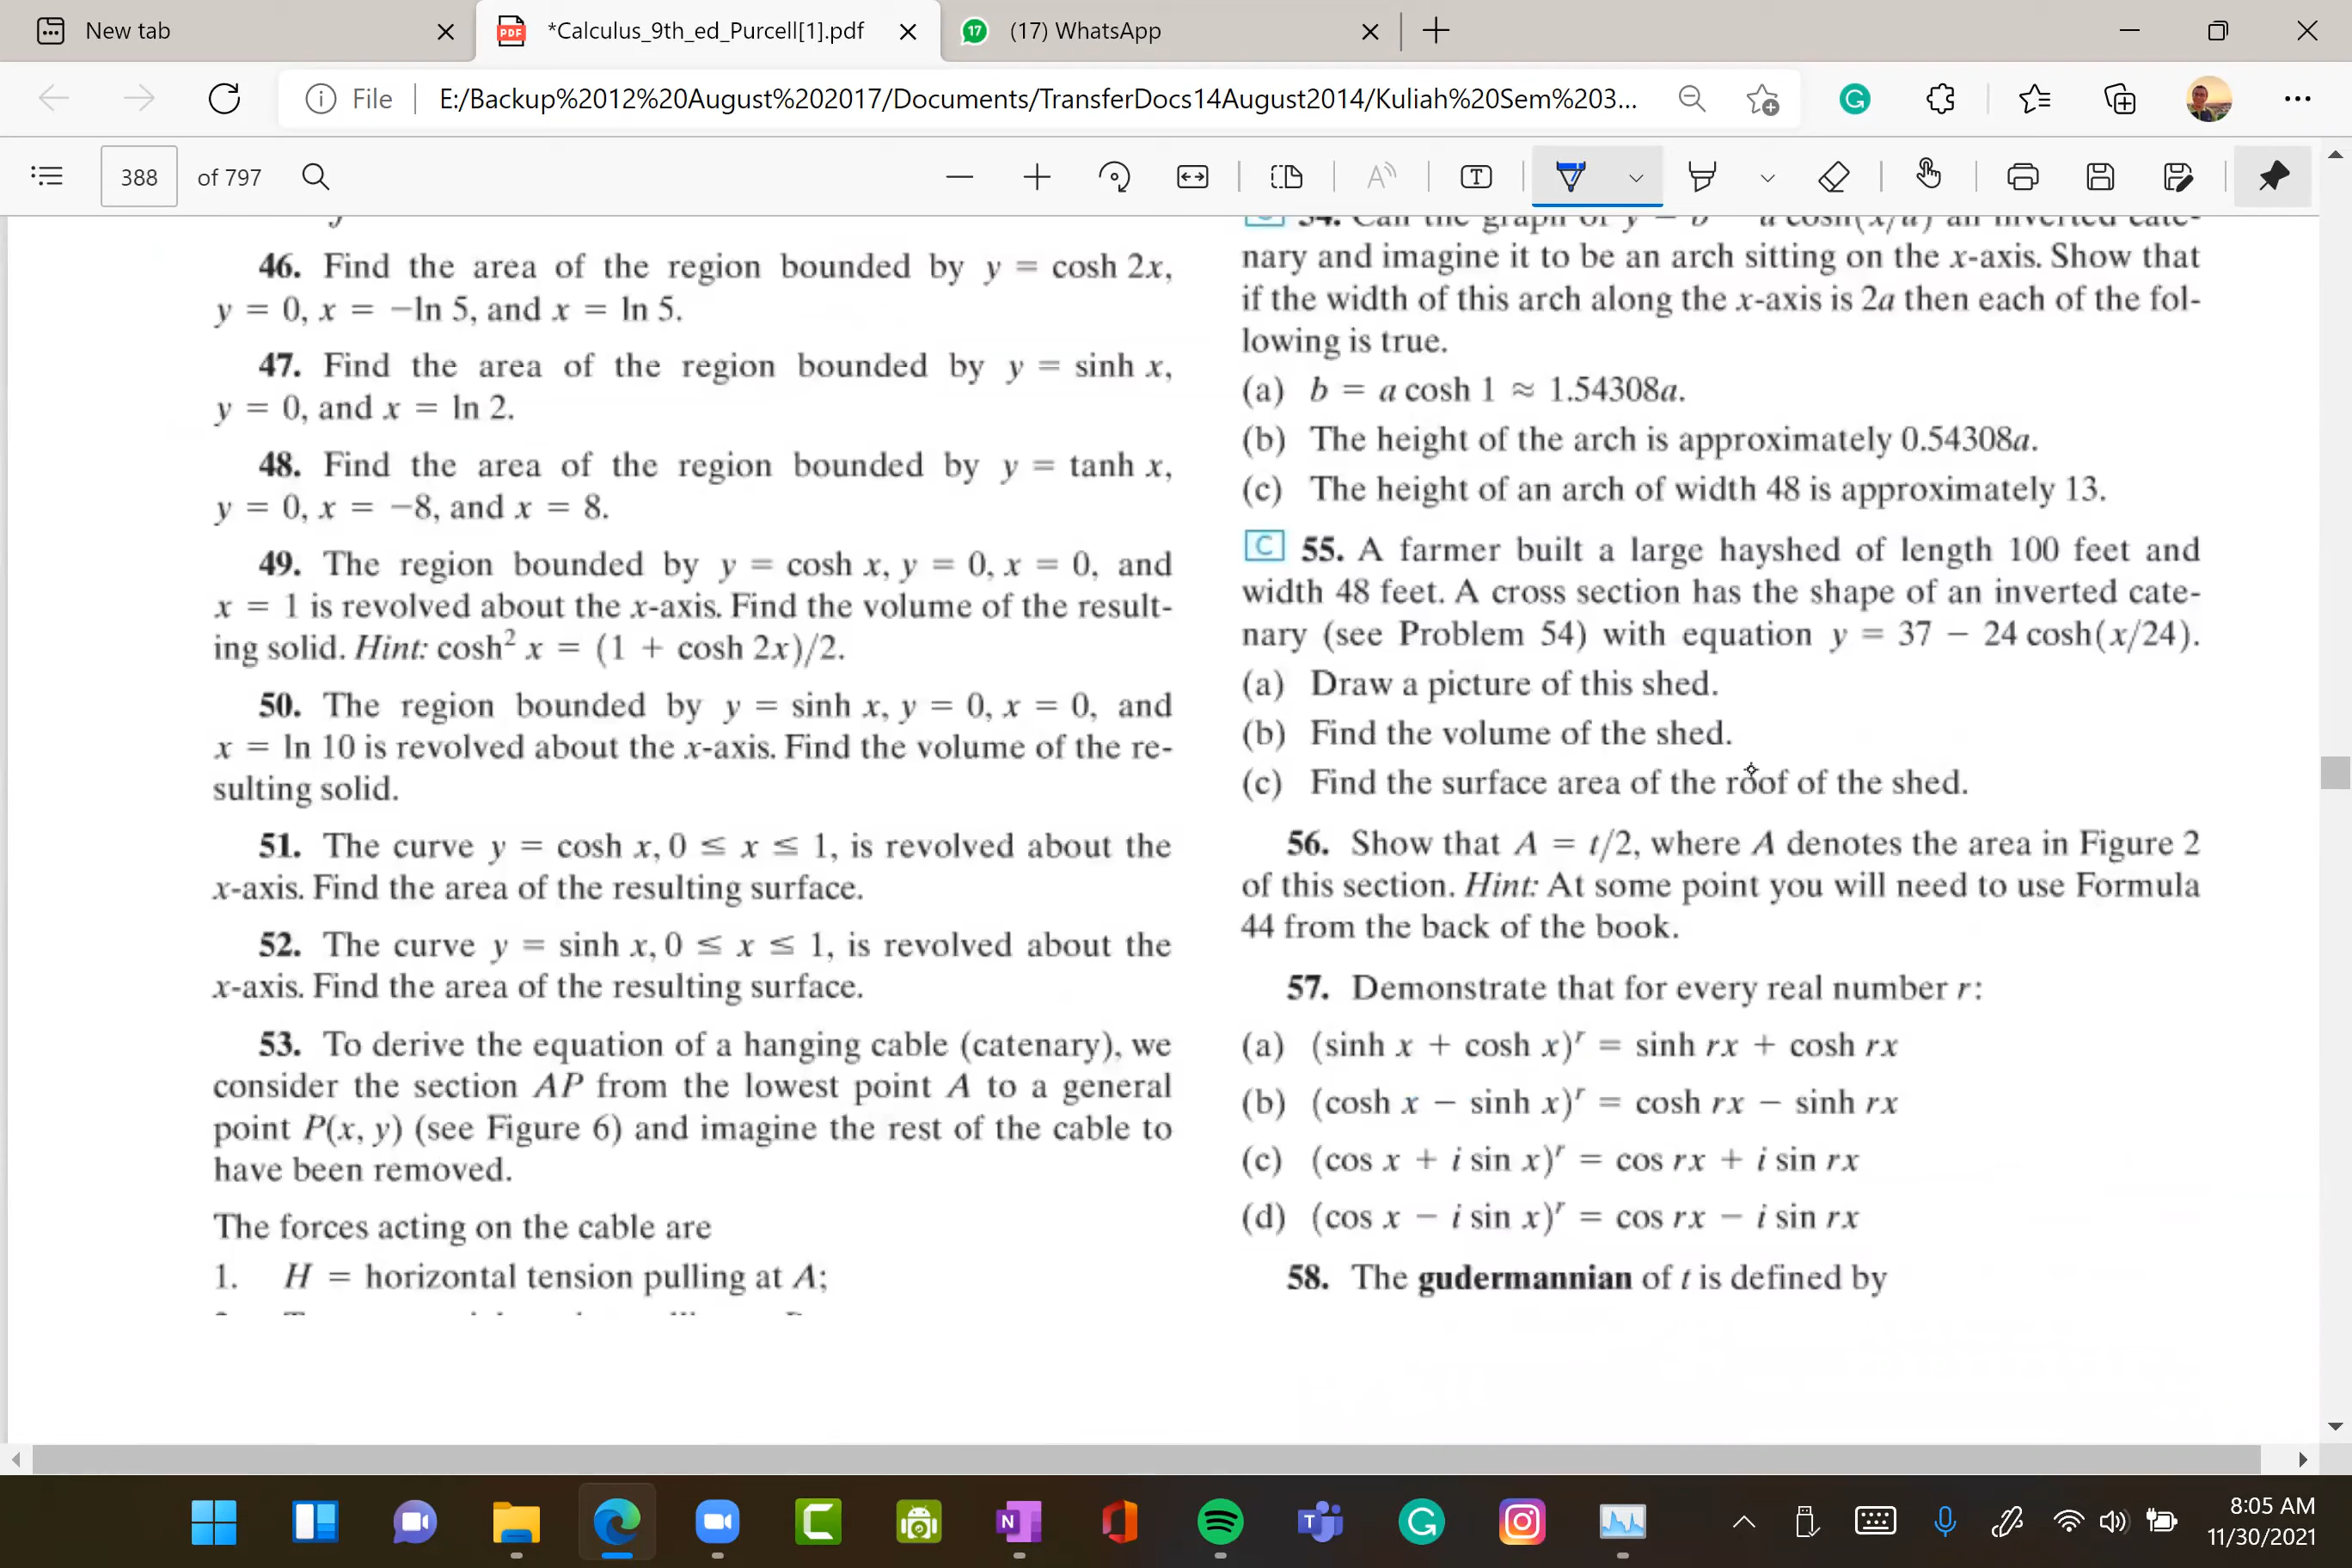 New tab
*Calculus_9th_ed_Purcell[1].pdf
(17) WhatsApp
File
E:/Backup%2012%20August%202017/Documents/TransferDocs14August2014/Kuliah%20Sem%203...
388 of 797
46. Find the area of the region bounded by y = cosh 2x,
y = 0, x = −ln 5, and x = ln 5.
47. Find the area of the region bounded by y = sinh x,
y = 0, and x = ln 2.
48. Find the area of the region bounded by y = tanh x,
y = 0, x = −8, and x = 8.
49. The region bounded by y = cosh x, y = 0, x = 0, and
x = 1 is revolved about the x-axis. Find the volume of the result-
ing solid. Hint: cosh² x = (1 + cosh 2x)/2.
50. The region bounded by y = sinh x, y = 0, x = 0, and
x = ln 10 is revolved about the x-axis. Find the volume of the re-
sulting solid.
51. The curve y = cosh x, 0 ≤ x ≤ 1, is revolved about the
x-axis. Find the area of the resulting surface.
52. The curve y = sinh x, 0 ≤ x ≤ 1, is revolved about the
x-axis. Find the area of the resulting surface.
53. To derive the equation of a hanging cable (catenary), we
consider the section AP from the lowest point A to a general
point P(x, y) (see Figure 6) and imagine the rest of the cable to
have been removed.
The forces acting on the cable are
1. H = horizontal tension pulling at A;
54. Call the graph of y = b − a cosh(x/a) an inverted cate-
nary and imagine it to be an arch sitting on the x-axis. Show that
if the width of this arch along the x-axis is 2a then each of the fol-
lowing is true.
(a) b = a cosh 1 ≈ 1.54308a.
(b) The height of the arch is approximately 0.54308a.
(c) The height of an arch of width 48 is approximately 13.
C 55. A farmer built a large hayshed of length 100 feet and
width 48 feet. A cross section has the shape of an inverted cate-
nary (see Problem 54) with equation y = 37 − 24 cosh(x/24).
(a) Draw a picture of this shed.
(b) Find the volume of the shed.
(c) Find the surface area of the roof of the shed.
56. Show that A = t/2, where A denotes the area in Figure 2
of this section. Hint: At some point you will need to use Formula
44 from the back of the book.
57. Demonstrate that for every real number r:
(a) (sinh x + cosh x)ʳ = sinh rx + cosh rx
(b) (cosh x − sinh x)ʳ = cosh rx − sinh rx
(c) (cos x + i sin x)ʳ = cos rx + i sin rx
(d) (cos x − i sin x)ʳ = cos rx − i sin rx
58. The gudermannian of t is defined by
8:05 AM
11/30/2021